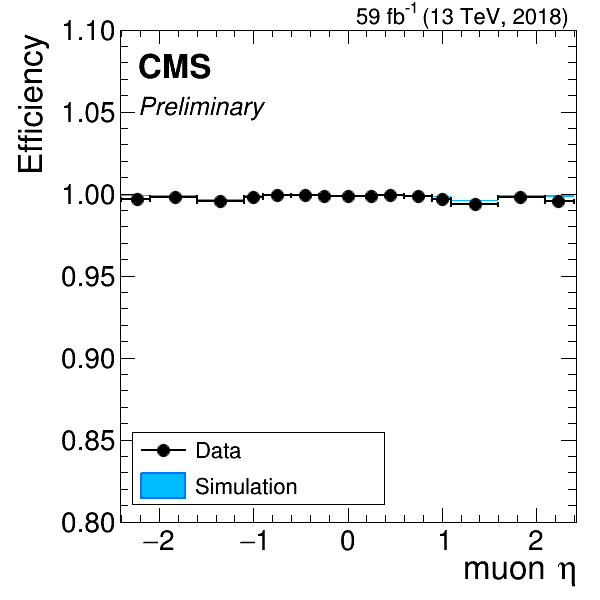 59 fb⁻¹ (13 TeV, 2018)
CMS
Preliminary
Efficiency
1.10
1.05
1.00
0.95
0.90
0.85
0.80
Data
Simulation
−2 −1 0 1 2
muon η